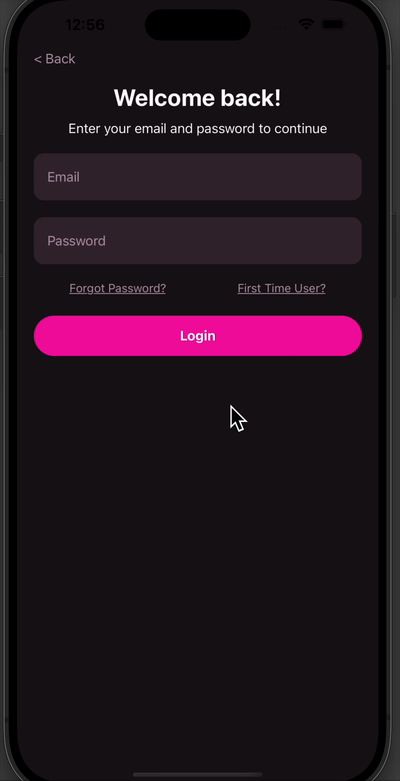 12:56
< Back
Welcome back!
Enter your email and password to continue
Email
Password
Forgot Password?
First Time User?
Login